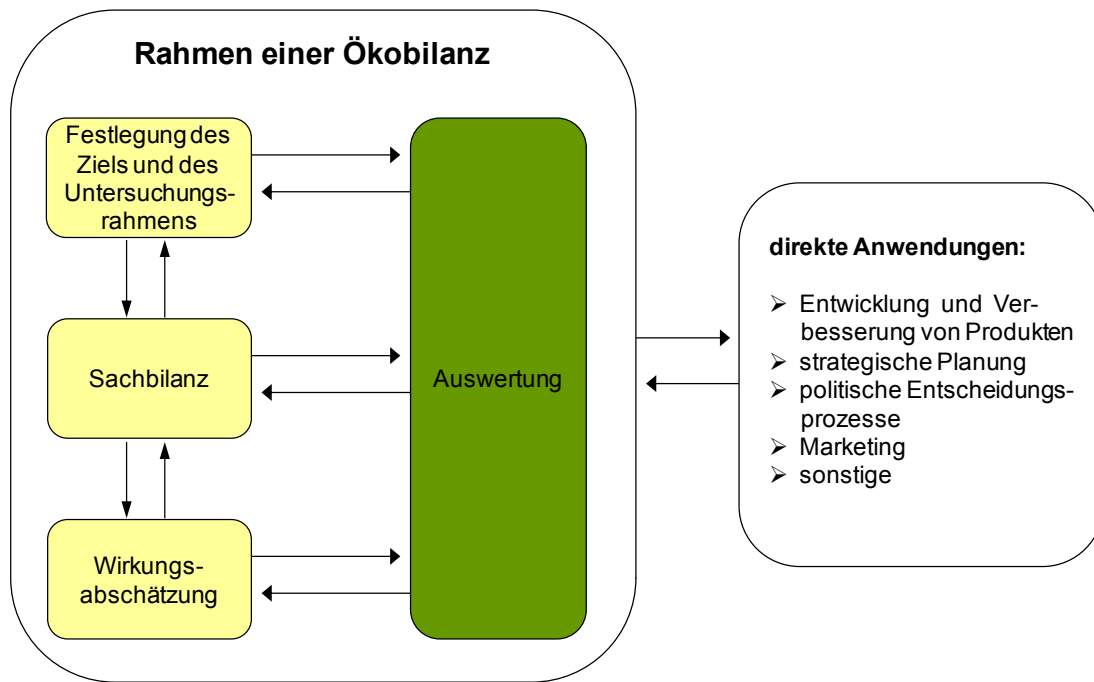 Rahmen einer Ökobilanz
Festlegung des
Ziels und des
Untersuchungs-
rahmens
Sachbilanz
Wirkungs-
abschätzung
Auswertung
direkte Anwendungen:
➢ Entwicklung und Ver-
besserung von Produkten
➢ strategische Planung
➢ politische Entscheidungs-
prozesse
➢ Marketing
➢ sonstige